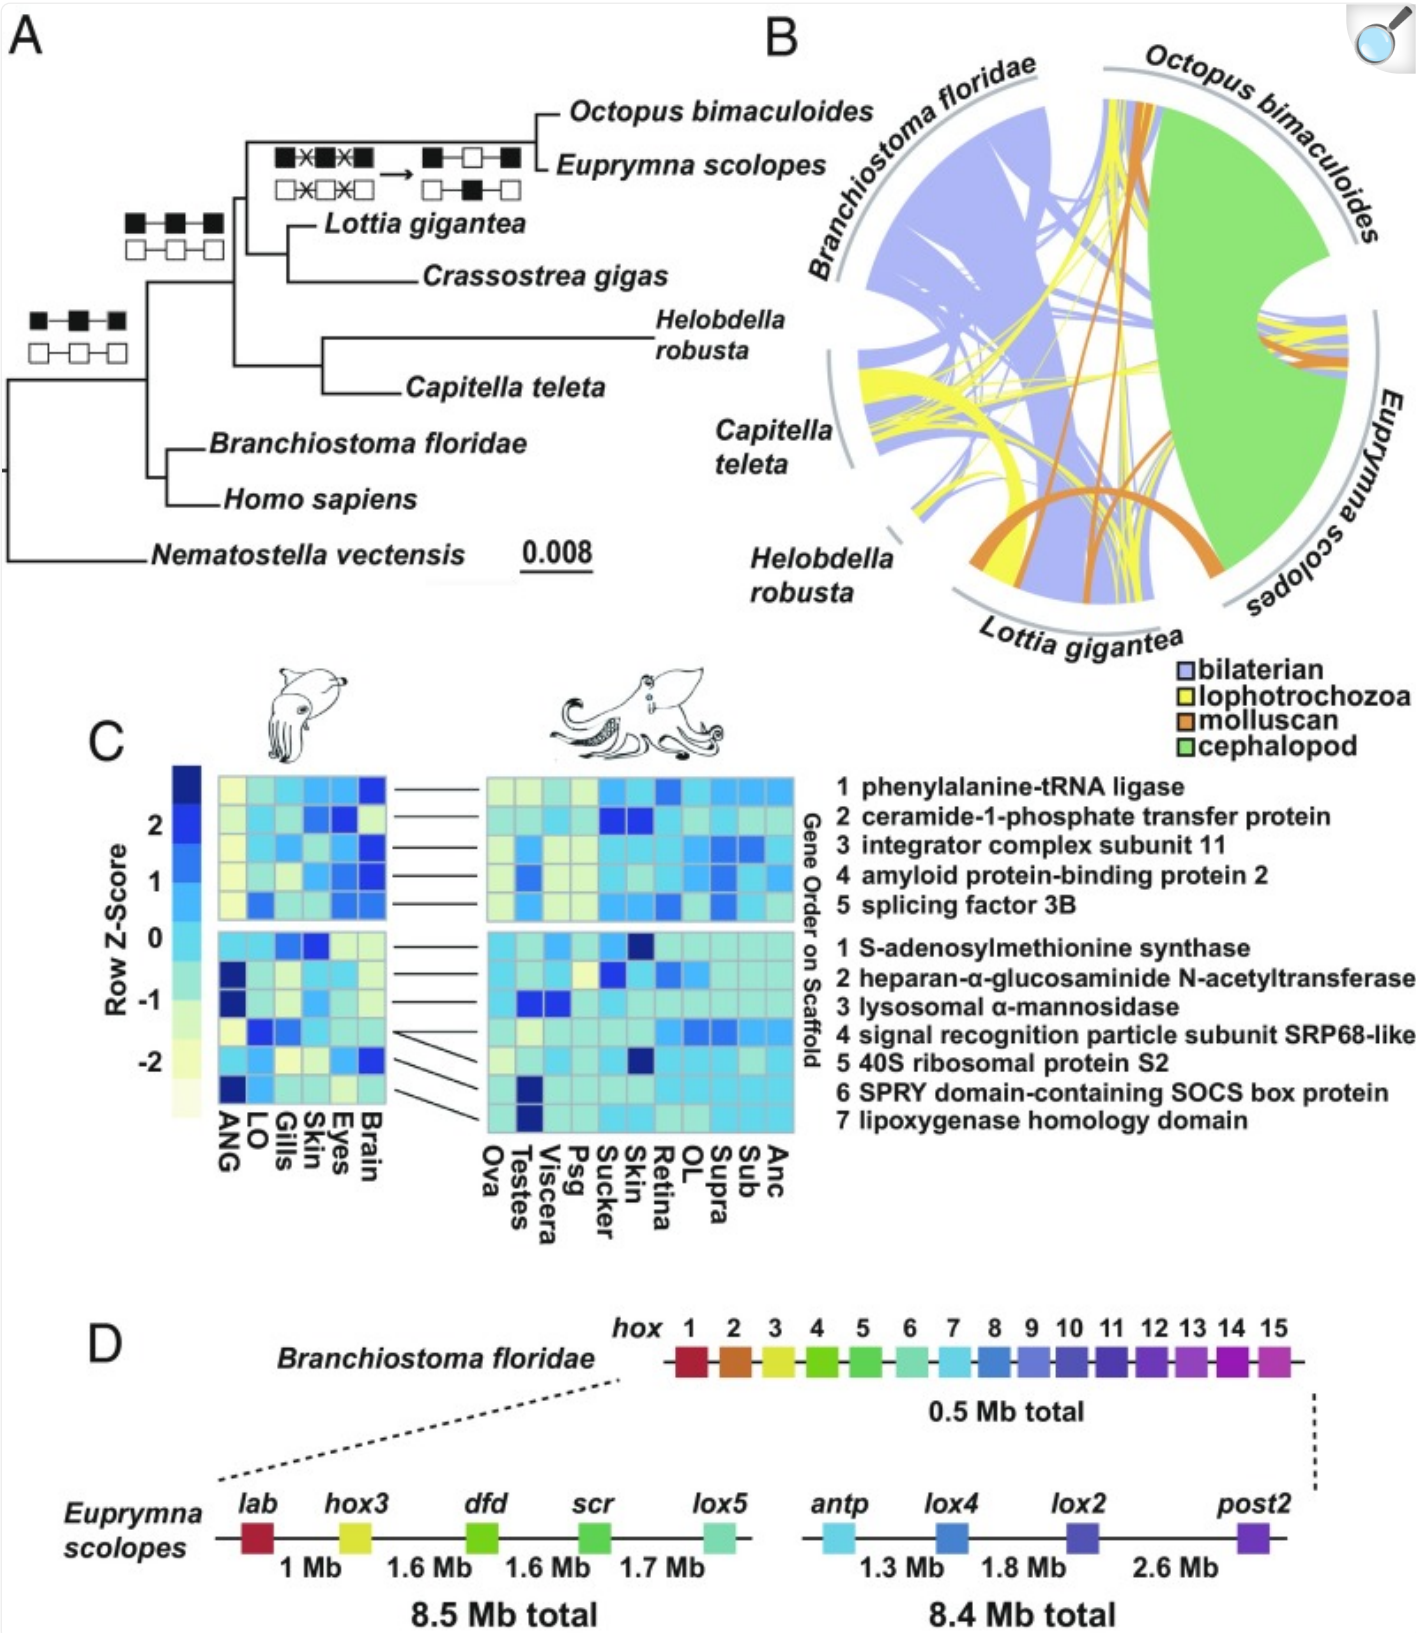 A
Octopus bimaculoides
Euprymna scolopes
Lottia gigantea
Crassostrea gigas
Helobdella
robusta
Capitella teleta
Branchiostoma floridae
Homo sapiens
Nematostella vectensis
0.008
B
Branchiostoma floridae
Octopus bimaculoides
Capitella
teleta
Helobdella
robusta
Lottia gigantea
Euprymna scolopes
bilaterian
lophotrochozoa
molluscan
cephalopod
C
Row Z-Score
2
1
0
-1
-2
ANG
LO
Gills
Skin
Eyes
Brain
Ova
Testes
Viscera
Psg
Sucker
Skin
Retina
OL
Supra
Sub
Anc
Gene Order on Scaffold
1 phenylalanine-tRNA ligase
2 ceramide-1-phosphate transfer protein
3 integrator complex subunit 11
4 amyloid protein-binding protein 2
5 splicing factor 3B
1 S-adenosylmethionine synthase
2 heparan-α-glucosaminide N-acetyltransferase
3 lysosomal α-mannosidase
4 signal recognition particle subunit SRP68-like
5 40S ribosomal protein S2
6 SPRY domain-containing SOCS box protein
7 lipoxygenase homology domain
D
hox 1 2 3 4 5 6 7 8 9 10 11 12 13 14 15
Branchiostoma floridae
0.5 Mb total
Euprymna
scolopes
lab hox3 dfd scr lox5 antp lox4 lox2 post2
1 Mb 1.6 Mb 1.6 Mb 1.7 Mb 1.3 Mb 1.8 Mb 2.6 Mb
8.5 Mb total 8.4 Mb total